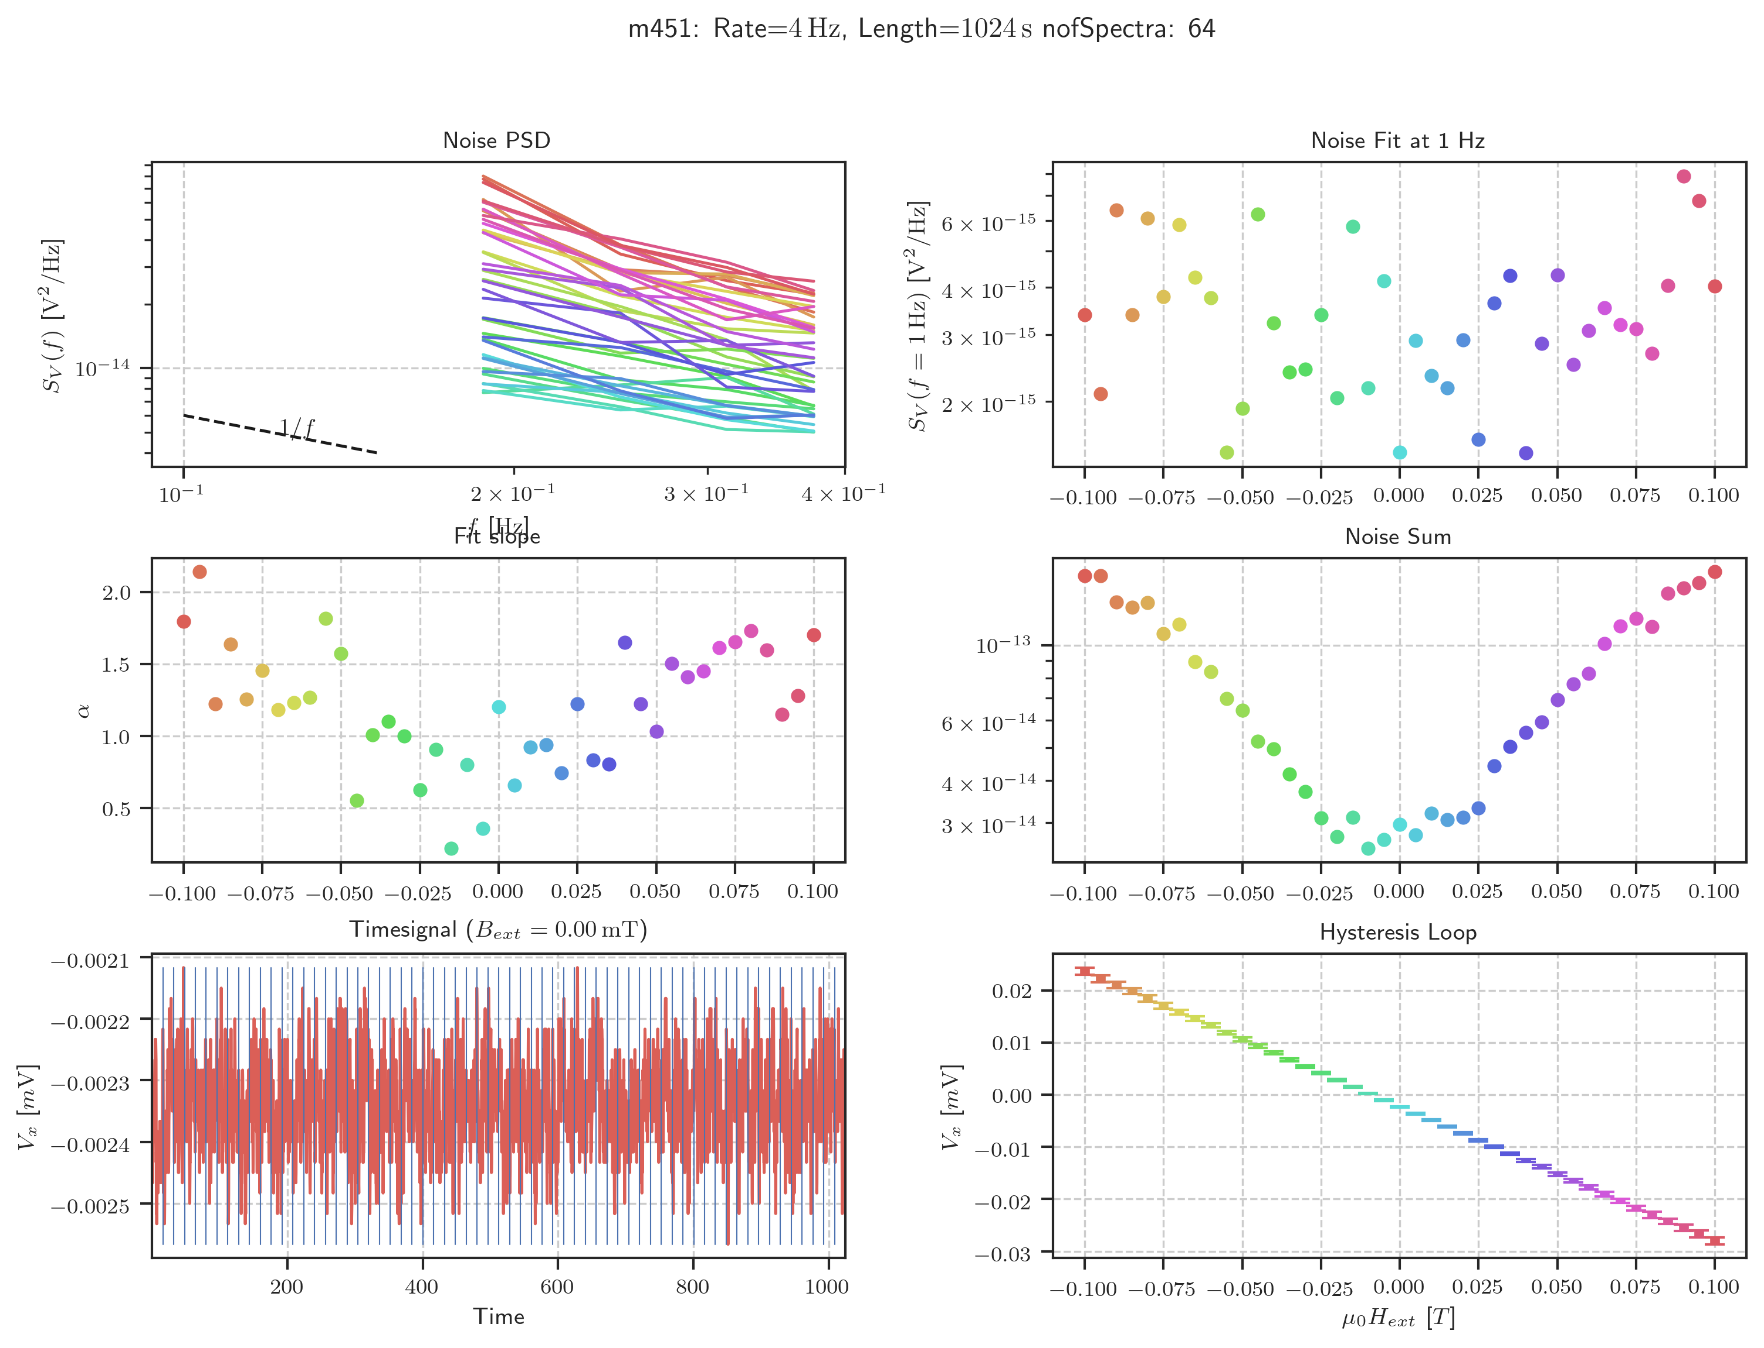 m451: Rate=4 Hz, Length=1024 s nofSpectra: 64
Noise PSD
S_V(f) [V²/Hz]
10⁻¹⁴
1/f
10⁻¹ 2 × 10⁻¹ 3 × 10⁻¹ 4 × 10⁻¹
f [Hz]
Noise Fit at 1 Hz
S_V(f = 1 Hz) [V²/Hz]
6 × 10⁻¹⁵
4 × 10⁻¹⁵
3 × 10⁻¹⁵
2 × 10⁻¹⁵
−0.100 −0.075 −0.050 −0.025 0.000 0.025 0.050 0.075 0.100
Fit slope
α
2.0
1.5
1.0
0.5
−0.100 −0.075 −0.050 −0.025 0.000 0.025 0.050 0.075 0.100
Noise Sum
10⁻¹³
6 × 10⁻¹⁴
4 × 10⁻¹⁴
3 × 10⁻¹⁴
−0.100 −0.075 −0.050 −0.025 0.000 0.025 0.050 0.075 0.100
Timesignal (B_ext = 0.00 mT)
V_x [mV]
−0.0021
−0.0022
−0.0023
−0.0024
−0.0025
200 400 600 800 1000
Time
Hysteresis Loop
V_x [mV]
0.02
0.01
0.00
−0.01
−0.02
−0.03
−0.100 −0.075 −0.050 −0.025 0.000 0.025 0.050 0.075 0.100
μ₀H_ext [T]